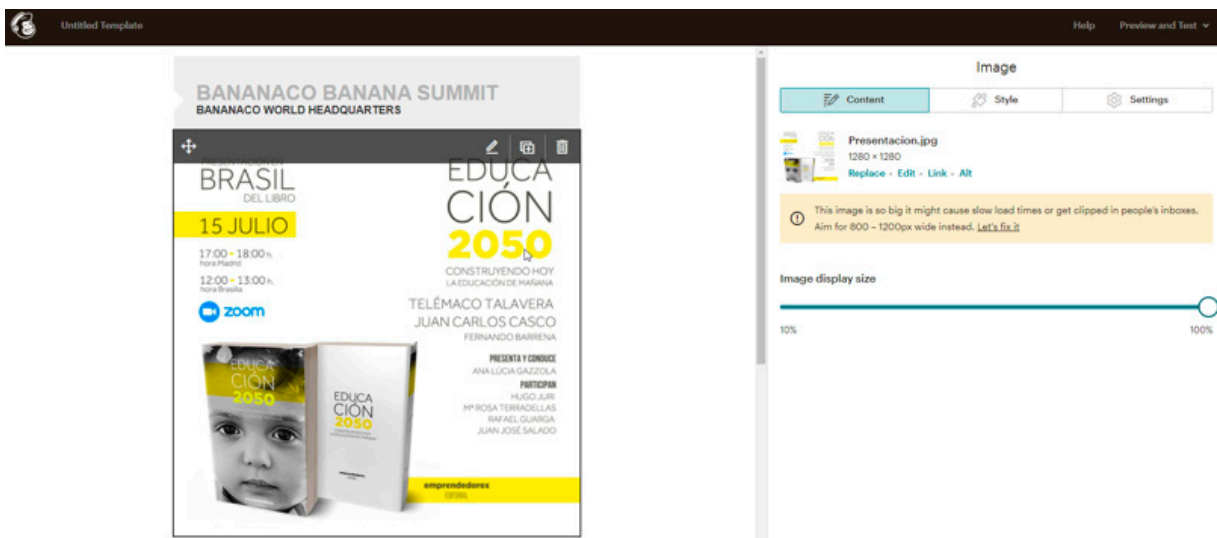 Untitled Template
Help
Preview and Test
BANANACO BANANA SUMMIT
BANANACO WORLD HEADQUARTERS
PRESENTACIÓN EN
BRASIL
DEL LIBRO
15 JULIO
17:00 - 18:00 h.
hora Madrid
12:00 - 13:00 h.
hora Brasilia
zoom
EDUCA
CIÓN
2050
CONSTRUYENDO HOY
LA EDUCACIÓN DE MAÑANA
TELÉMACO TALAVERA
JUAN CARLOS CASCO
FERNANDO BARRENA
PRESENTA Y CONDUCE
ANA LÚCIA GAZZOLA
PARTICIPAN
HUGO JURI
Mª ROSA TERRADELLAS
RAFAEL GUARGA
JUAN JOSÉ SALADO
EDUCA
CIÓN
2050
EDUCA
CIÓN
2050
emprendedorex
EDITORIAL
Image
Content
Style
Settings
Presentacion.jpg
1280 × 1280
Replace - Edit - Link - Alt
This image is so big it might cause slow load times or get clipped in people's inboxes.
Aim for 800 – 1200px wide instead. Let's fix it
Image display size
10%
100%